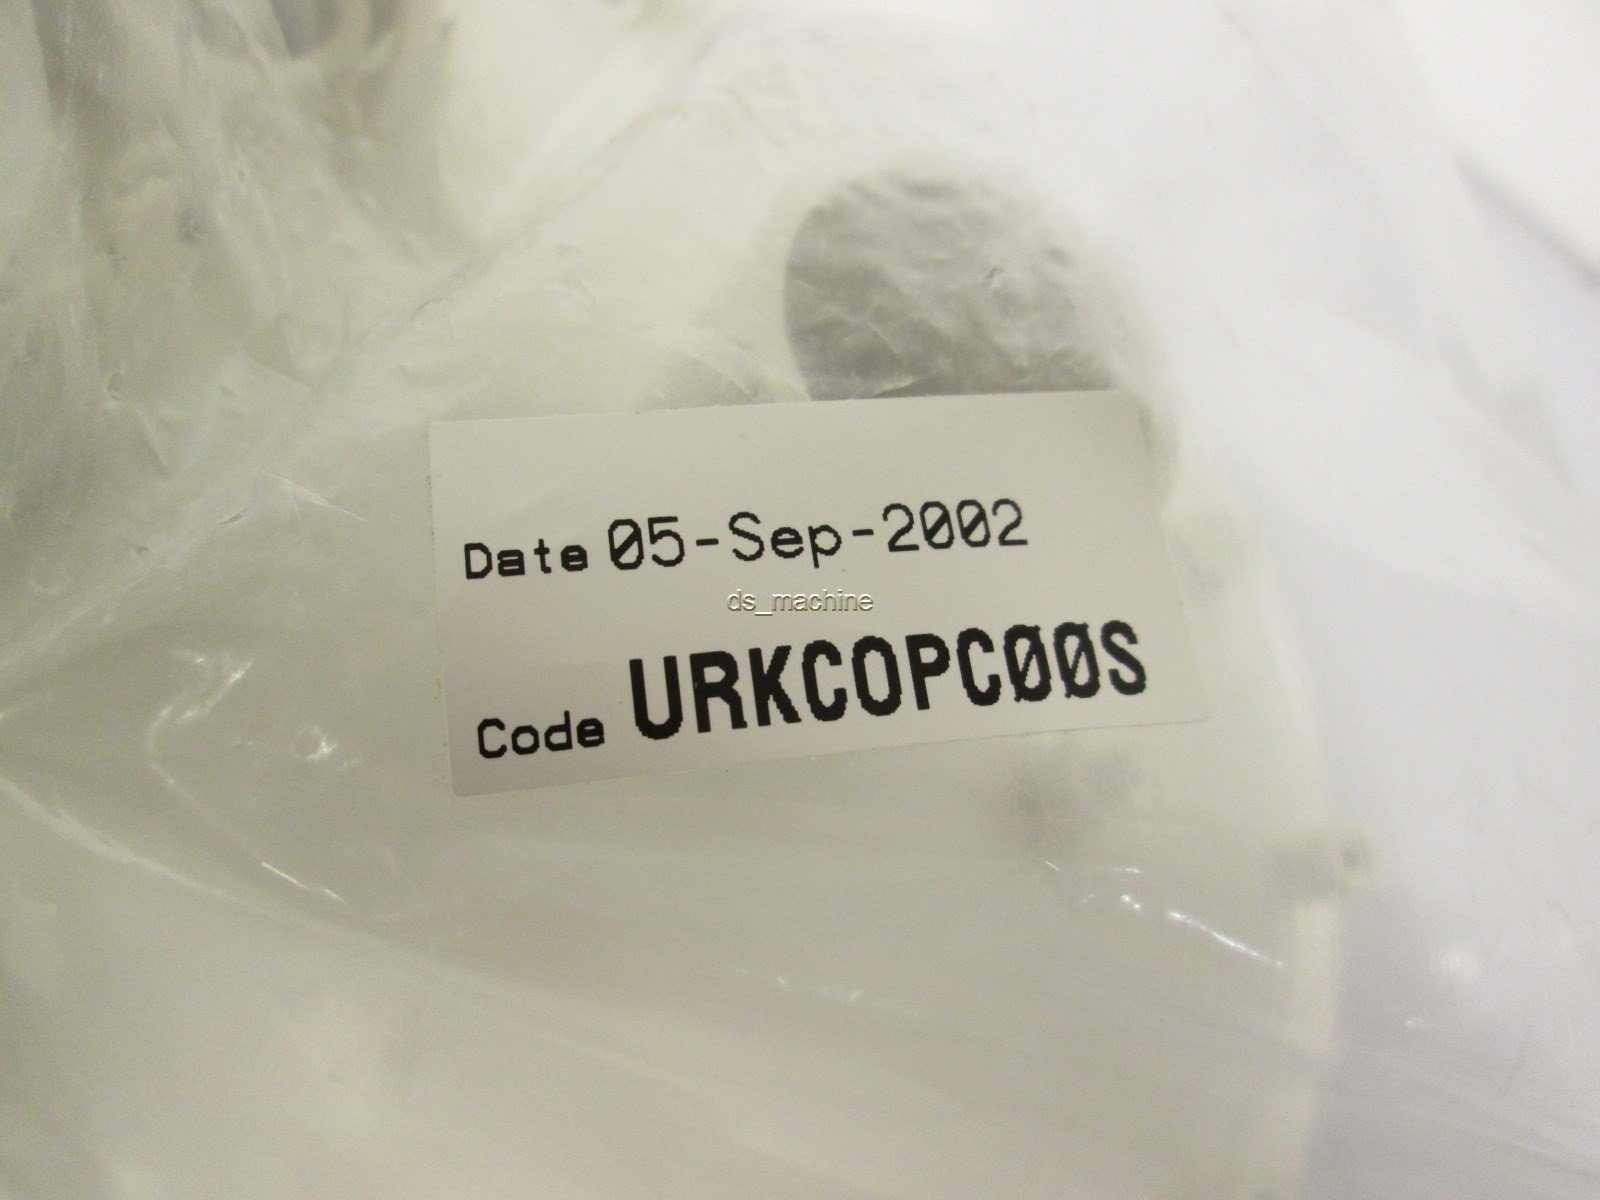 Date 05-Sep-2002
ds_machine
Code URKCOPC00S